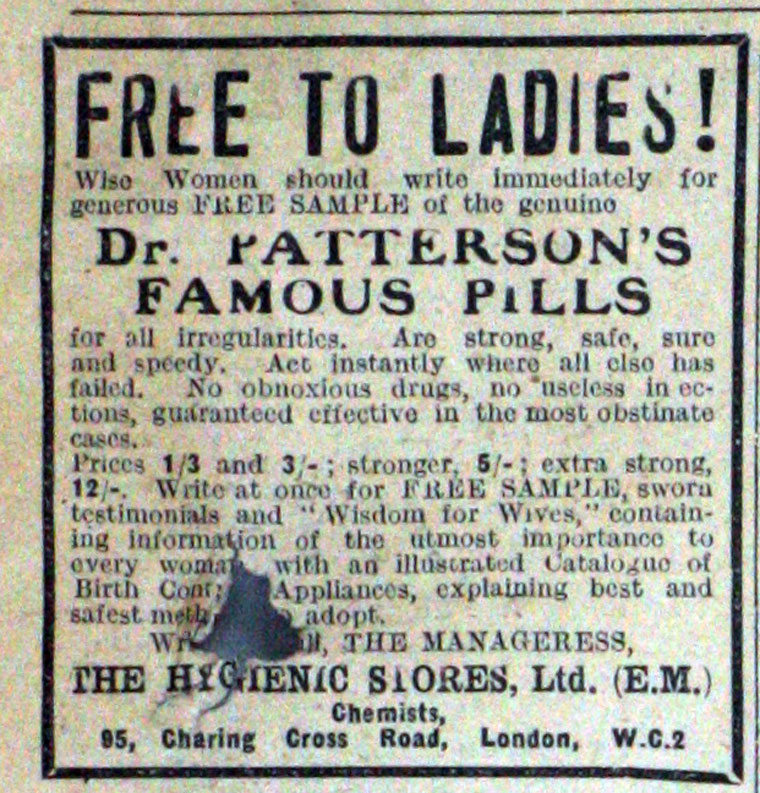 FREE TO LADIES!
Wise Women should write immediately for
generous FREE SAMPLE of the genuine
Dr. PATTERSON'S
FAMOUS PILLS
for all irregularities. Are strong, safe, sure
and speedy. Act instantly where all else has
failed. No obnoxious drugs, no useless in ec-
tions, guaranteed effective in the most obstinate
cases.
Prices 1/3 and 3/-; stronger, 5/-; extra strong,
12/-. Write at once for FREE SAMPLE, sworn
testimonials and "Wisdom for Wives," contain-
ing information of the utmost importance to
every woman with an illustrated Catalogue of
Birth Appliances, explaining best and
safest adopt.
THE MANAGERESS,
THE HYGIENIC STORES, Ltd. (E.M.)
Chemists,
95, Charing Cross Road, London, W.C.2